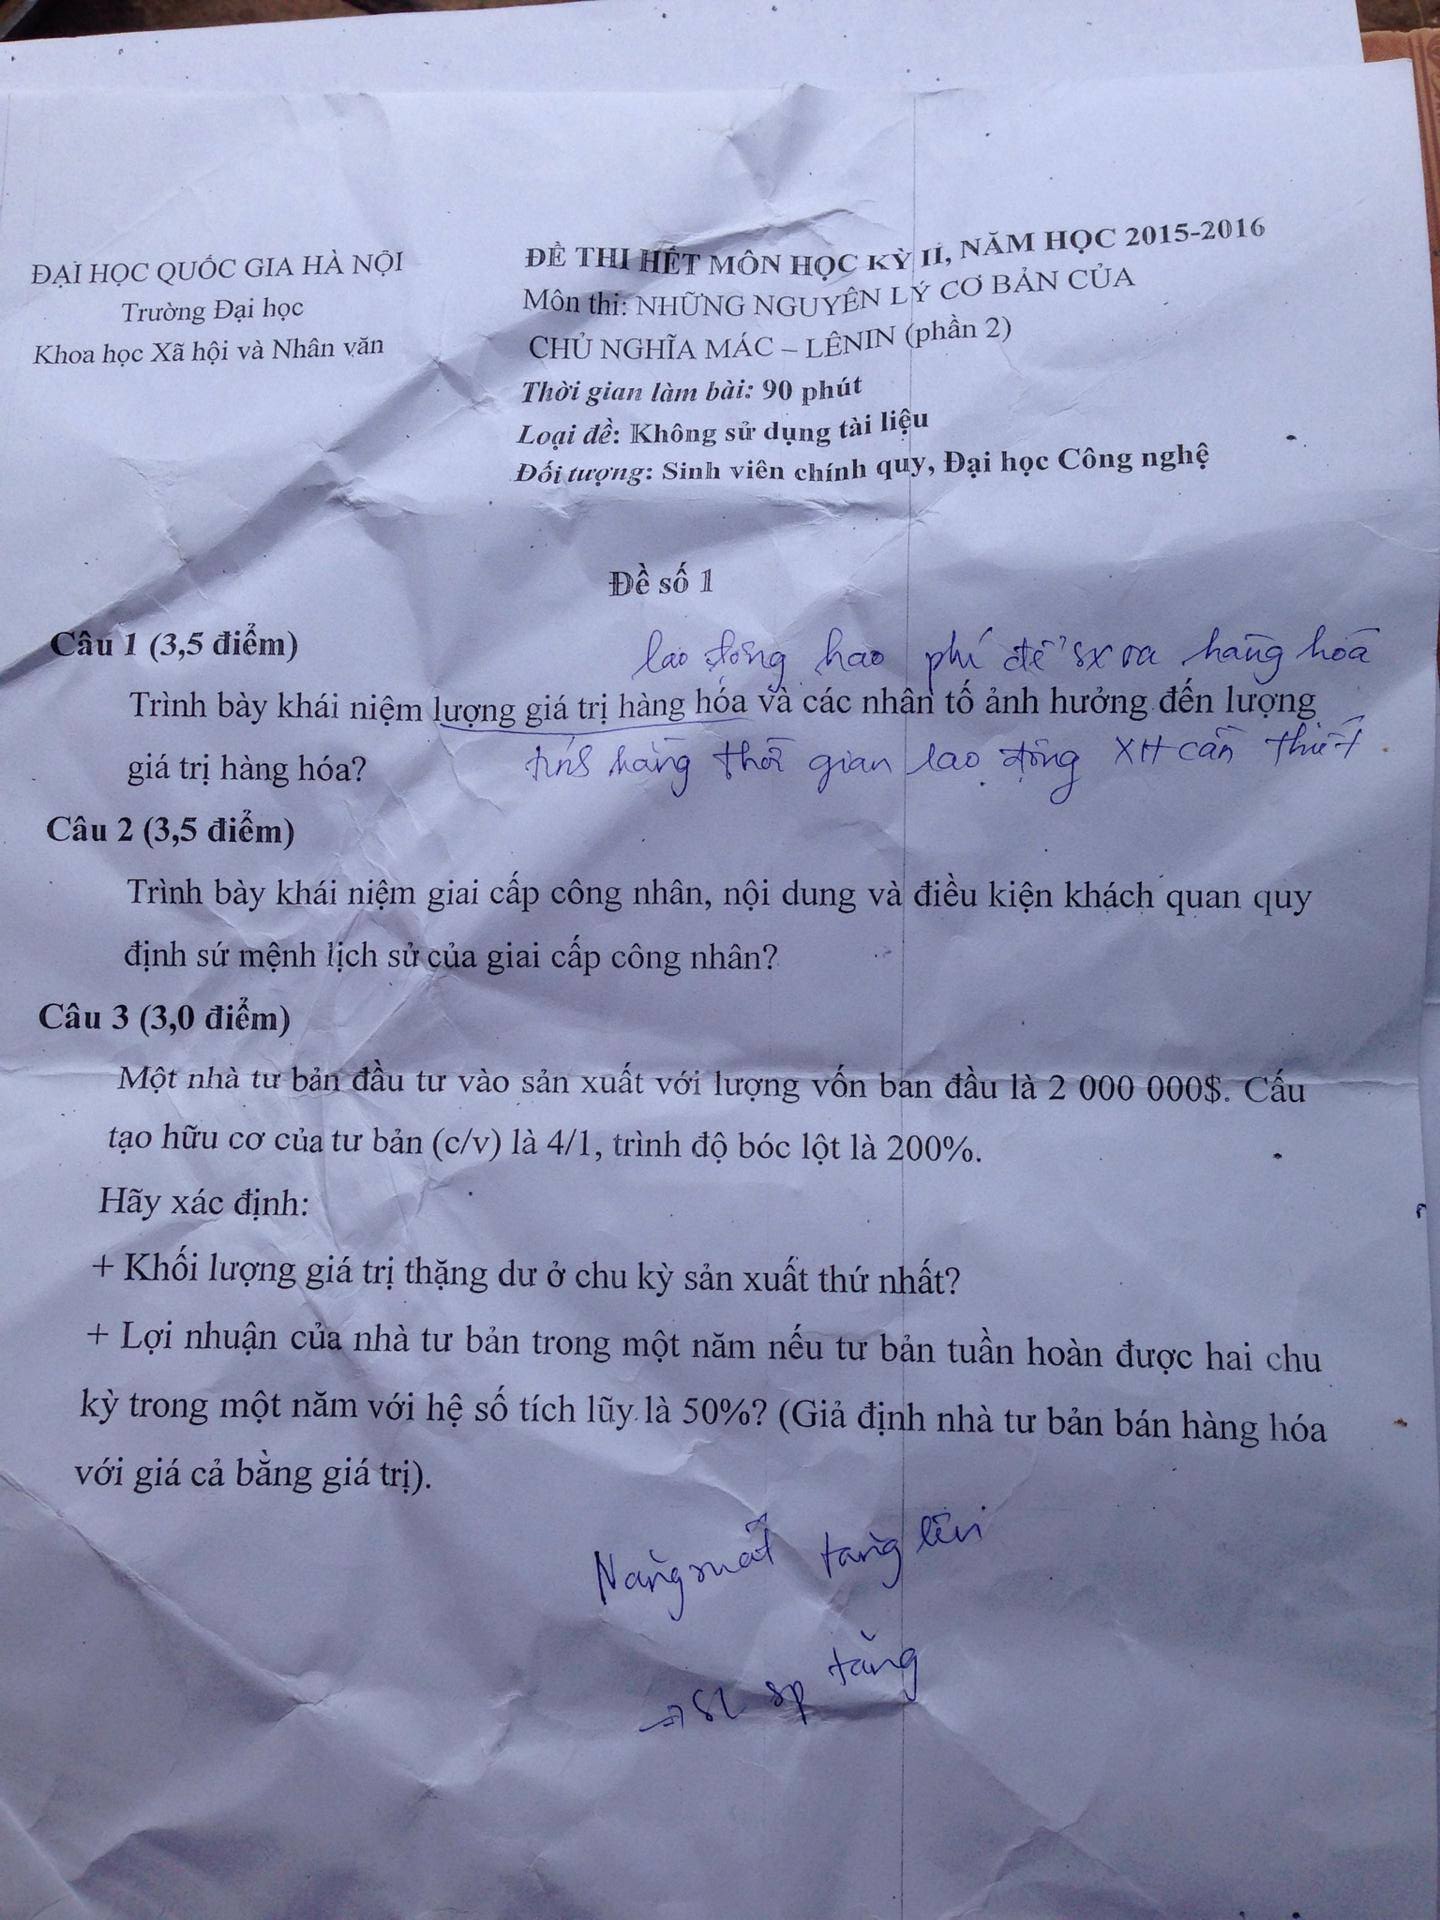 ĐẠI HỌC QUỐC GIA HÀ NỘI
Trường Đại học
Khoa học Xã hội và Nhân văn
ĐỀ THI HẾT MÔN HỌC KỲ II, NĂM HỌC 2015-2016
Môn thi: NHỮNG NGUYÊN LÝ CƠ BẢN CỦA
CHỦ NGHĨA MÁC – LÊNIN (phần 2)
Thời gian làm bài: 90 phút
Loại đề: Không sử dụng tài liệu
Đối tượng: Sinh viên chính quy, Đại học Công nghệ
Đề số 1
Câu 1 (3,5 điểm)
lao động hao phí để sx ra hàng hóa
Trình bày khái niệm lượng giá trị hàng hóa và các nhân tố ảnh hưởng đến lượng
giá trị hàng hóa?
tính bằng thời gian lao động XH cần thiết
Câu 2 (3,5 điểm)
Trình bày khái niệm giai cấp công nhân, nội dung và điều kiện khách quan quy
định sứ mệnh lịch sử của giai cấp công nhân?
Câu 3 (3,0 điểm)
Một nhà tư bản đầu tư vào sản xuất với lượng vốn ban đầu là 2 000 000$. Cấu
tạo hữu cơ của tư bản (c/v) là 4/1, trình độ bóc lột là 200%.
Hãy xác định:
+ Khối lượng giá trị thặng dư ở chu kỳ sản xuất thứ nhất?
+ Lợi nhuận của nhà tư bản trong một năm nếu tư bản tuần hoàn được hai chu
kỳ trong một năm với hệ số tích lũy là 50%? (Giả định nhà tư bản bán hàng hóa
với giá cả bằng giá trị).
Năng suất tăng lên
→ SL sp tăng